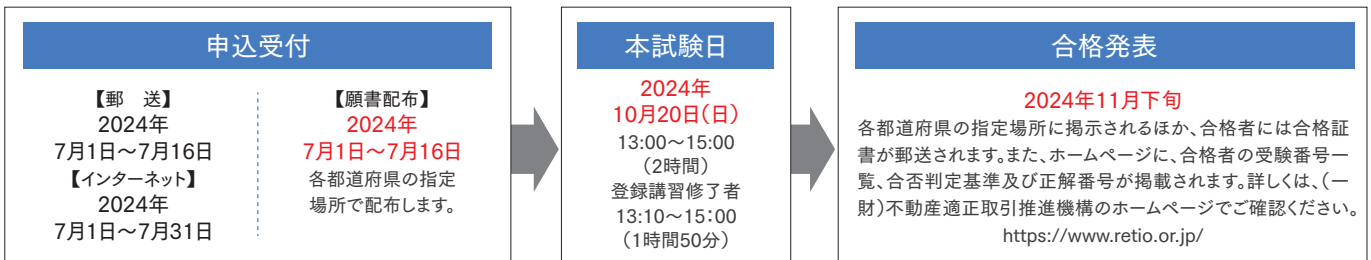 申込受付
【郵　送】
2024年
7月1日～7月16日
【インターネット】
2024年
7月1日～7月31日
【願書配布】
2024年
7月1日～7月16日
各都道府県の指定
場所で配布します。
本試験日
2024年
10月20日（日）
13:00～15:00
（2時間）
登録講習修了者
13:10～15:00
（1時間50分）
合格発表
2024年11月下旬
各都道府県の指定場所に掲示されるほか、合格者には合格証
書が郵送されます。また、ホームページに、合格者の受験番号一
覧、合否判定基準及び正解番号が掲載されます。詳しくは、（一
財）不動産適正取引推進機構のホームページでご確認ください。
https://www.retio.or.jp/